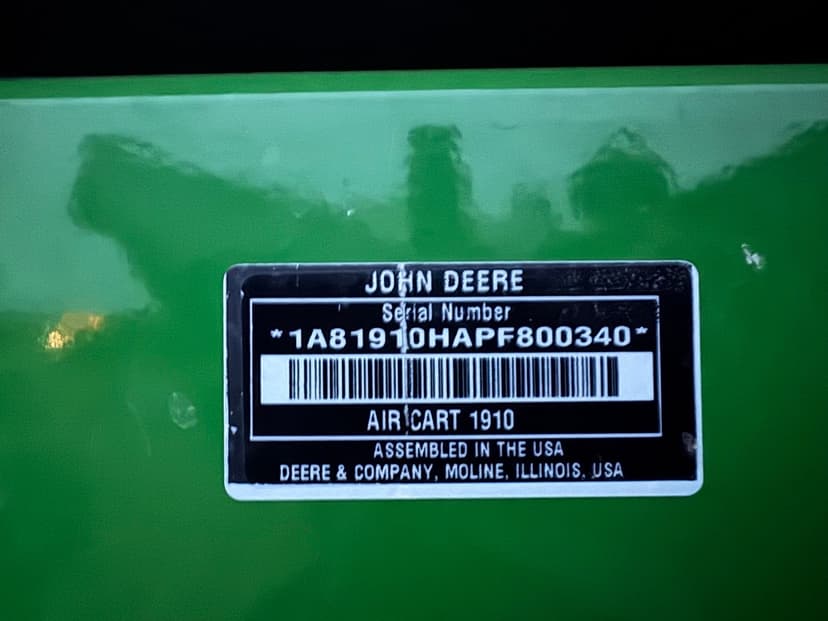 JOHN DEERE
Serial Number
*1A81910HAPF800340*
AIR CART 1910
ASSEMBLED IN THE USA
DEERE & COMPANY, MOLINE, ILLINOIS, USA